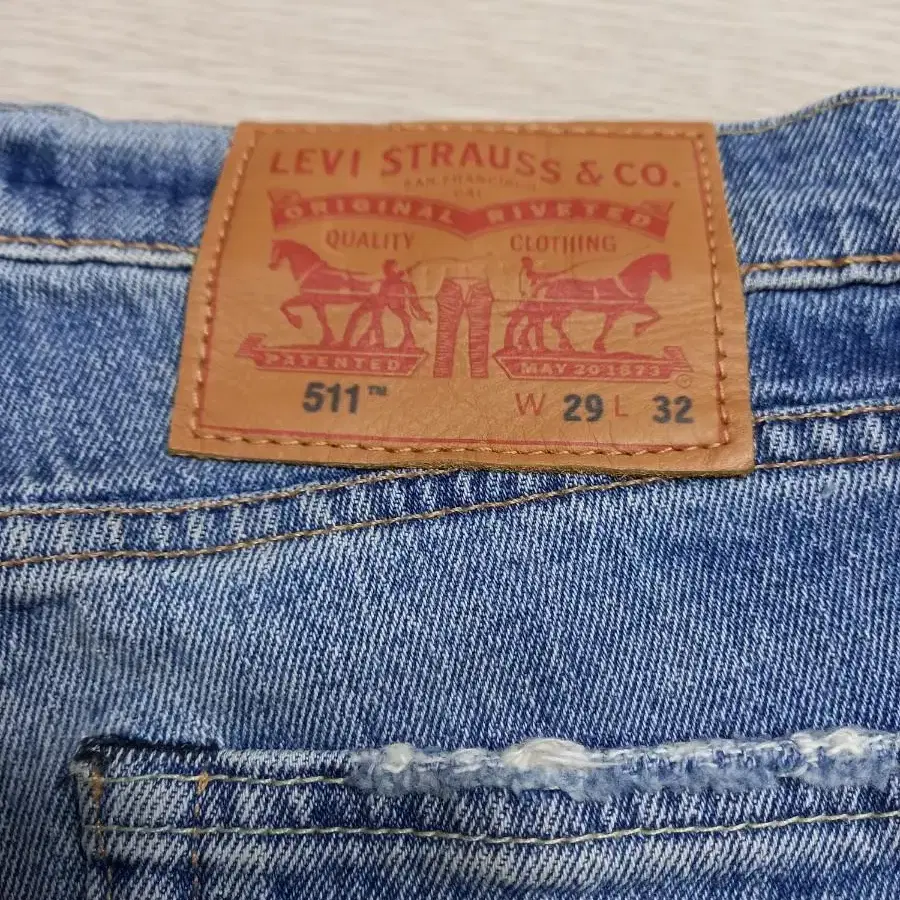 LEVI STRAUSS & CO.
SAN FRANCISCO
CAL
ORIGINAL RIVETED
QUALITY CLOTHING
PATENTED MAY 20 1873
511™ W 29 L 32